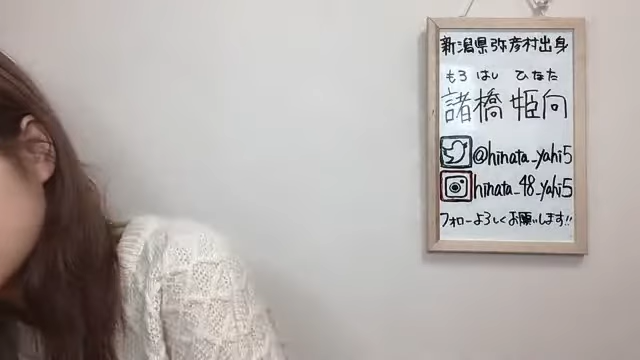 新潟県弥彦村出身
もろ はし ひなた
諸橋 姫向
@hinata_yahi5
hinata_48_yahi5
フォローよろしくお願いします!!